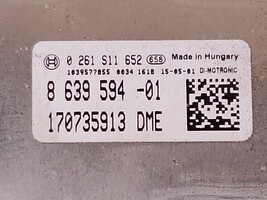 0 261 S11 652 658 Made in Hungary
1039S77855 0034 1618 15-05-01 DI-MOTRONIC
8 639 594 -01
170735913 DME